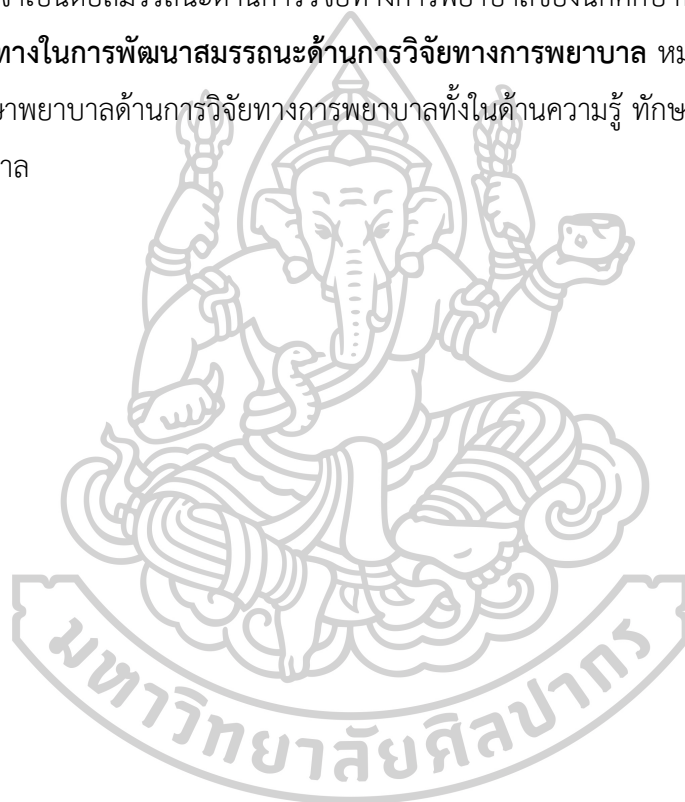 ทางในการพัฒนาสมรรถนะด้านการวิจัยทางการพยาบาล หม
าพยาบาลด้านการวิจัยทางการพยาบาลทั้งในด้านความรู้ ทักษ
าล
มหาวิทยาลัยศิลปากร